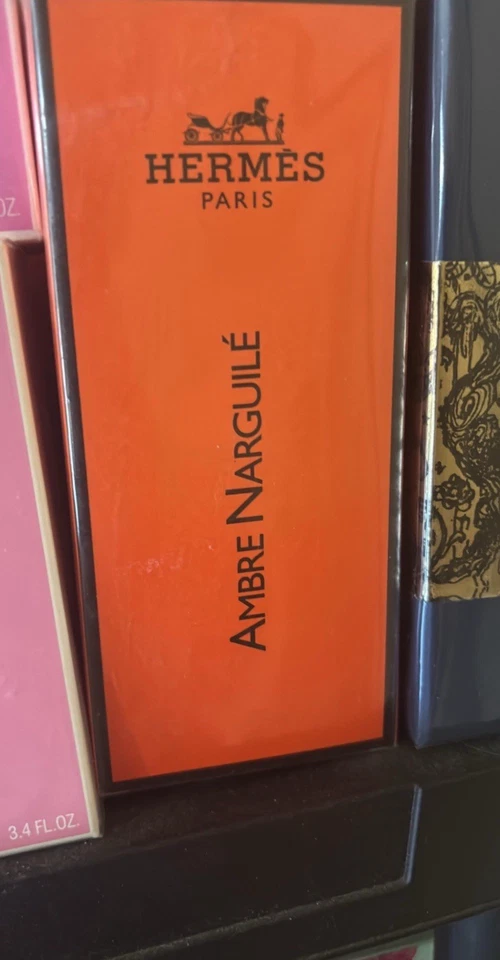 OZ.
HERMÈS
PARIS
AMBRE NARGUILÉ
3.4 FL.OZ.